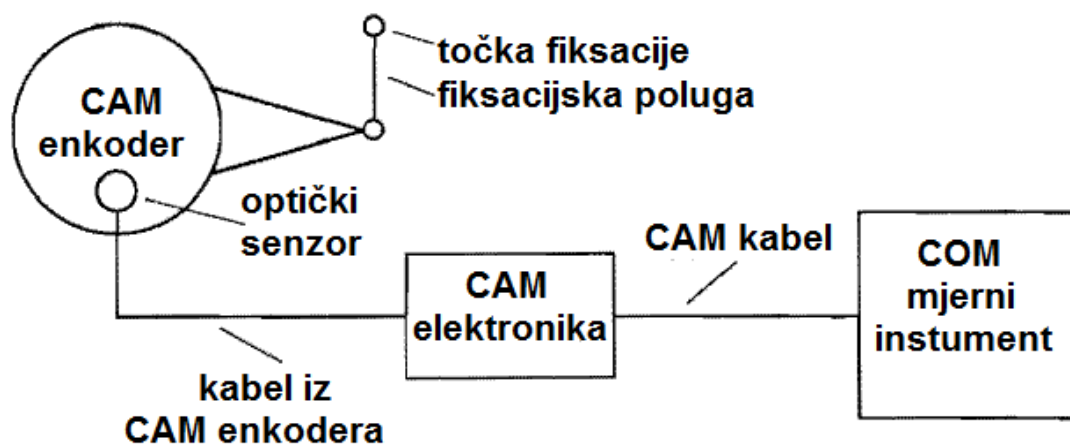 točka fiksacije
fiksacijska poluga
CAM
enkoder
optički
senzor
CAM kabel
CAM
elektronika
COM
mjerni
instument
kabel iz
CAM enkodera